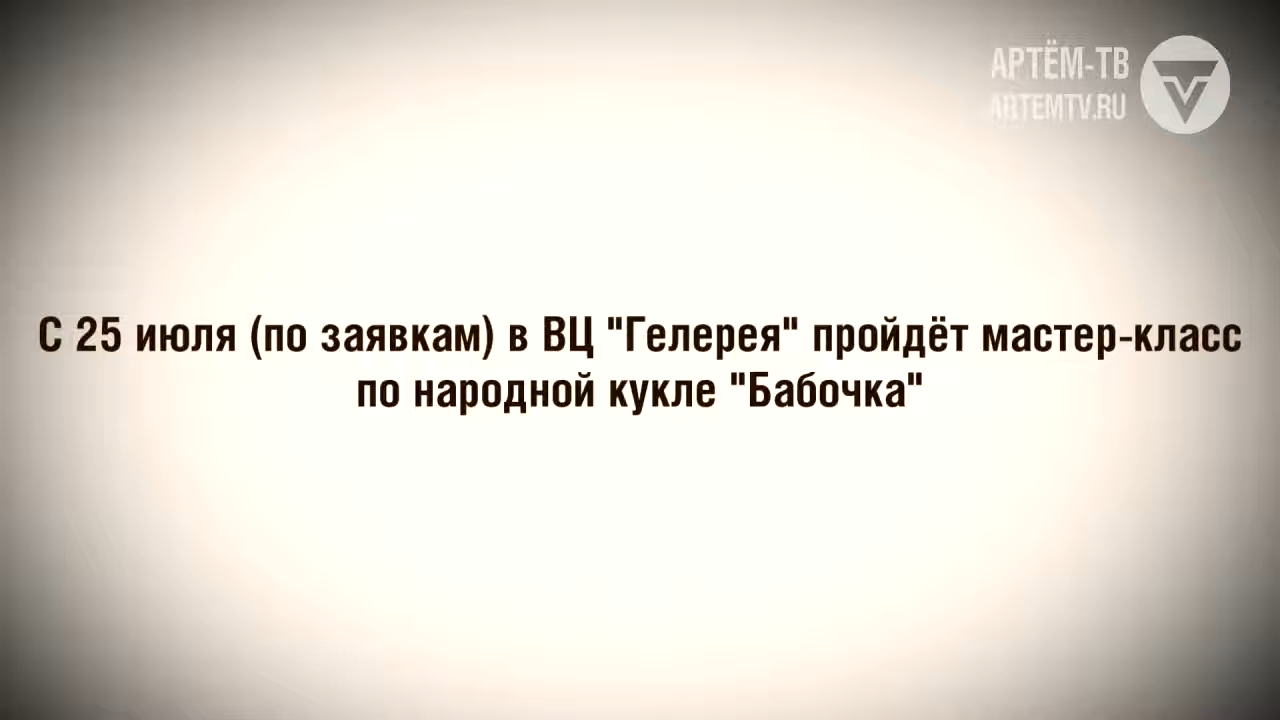 АРТЁМ-ТВ
ARTEMTV.RU
С 25 июля (по заявкам) в ВЦ "Гелерея" пройдёт мастер-класс
по народной кукле "Бабочка"